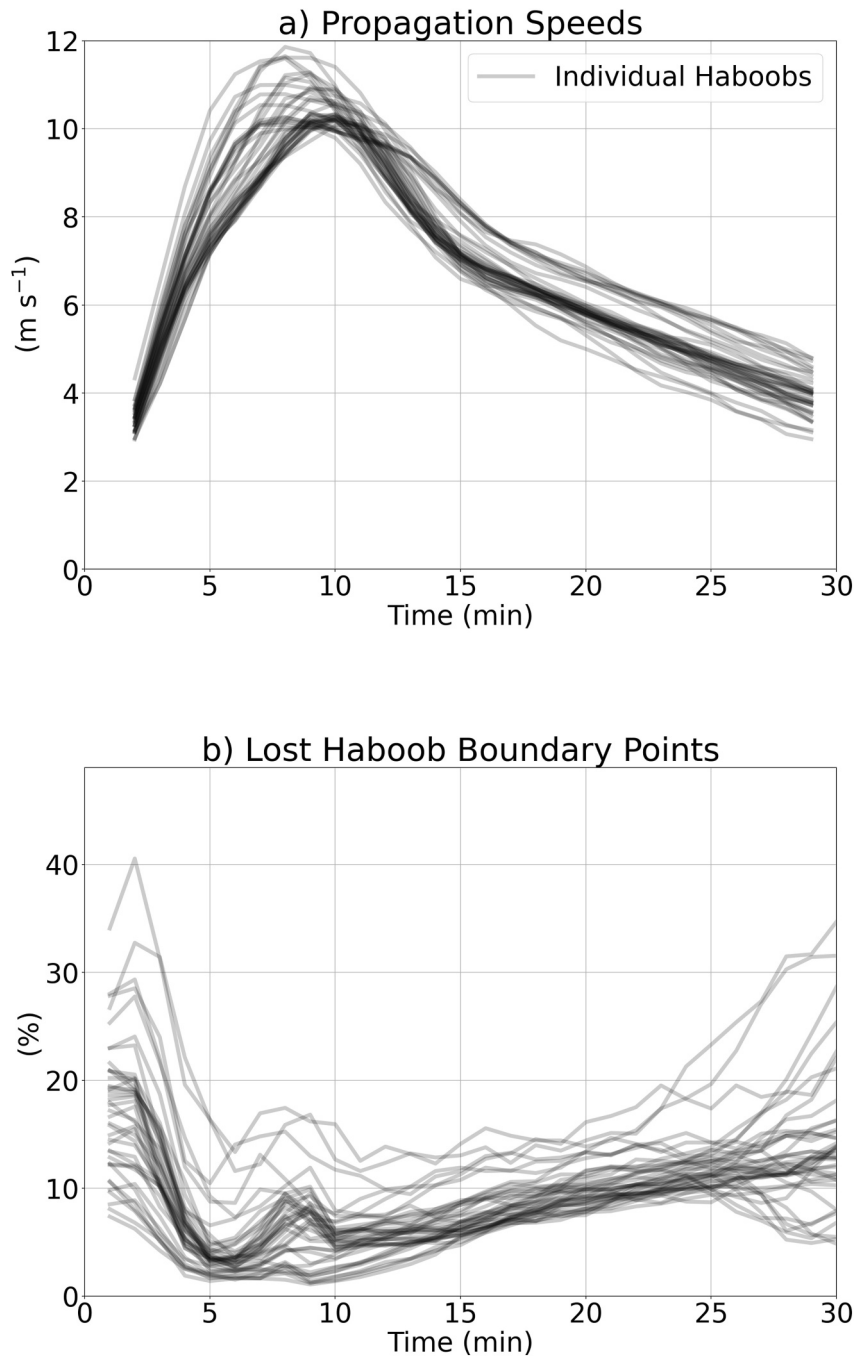 a) Propagation Speeds
12
Individual Haboobs
10
8
6
4
2
0
(m s⁻¹)
0 5 10 15 20 25 30
Time (min)
b) Lost Haboob Boundary Points
40
30
20
10
0
(%)
0 5 10 15 20 25 30
Time (min)